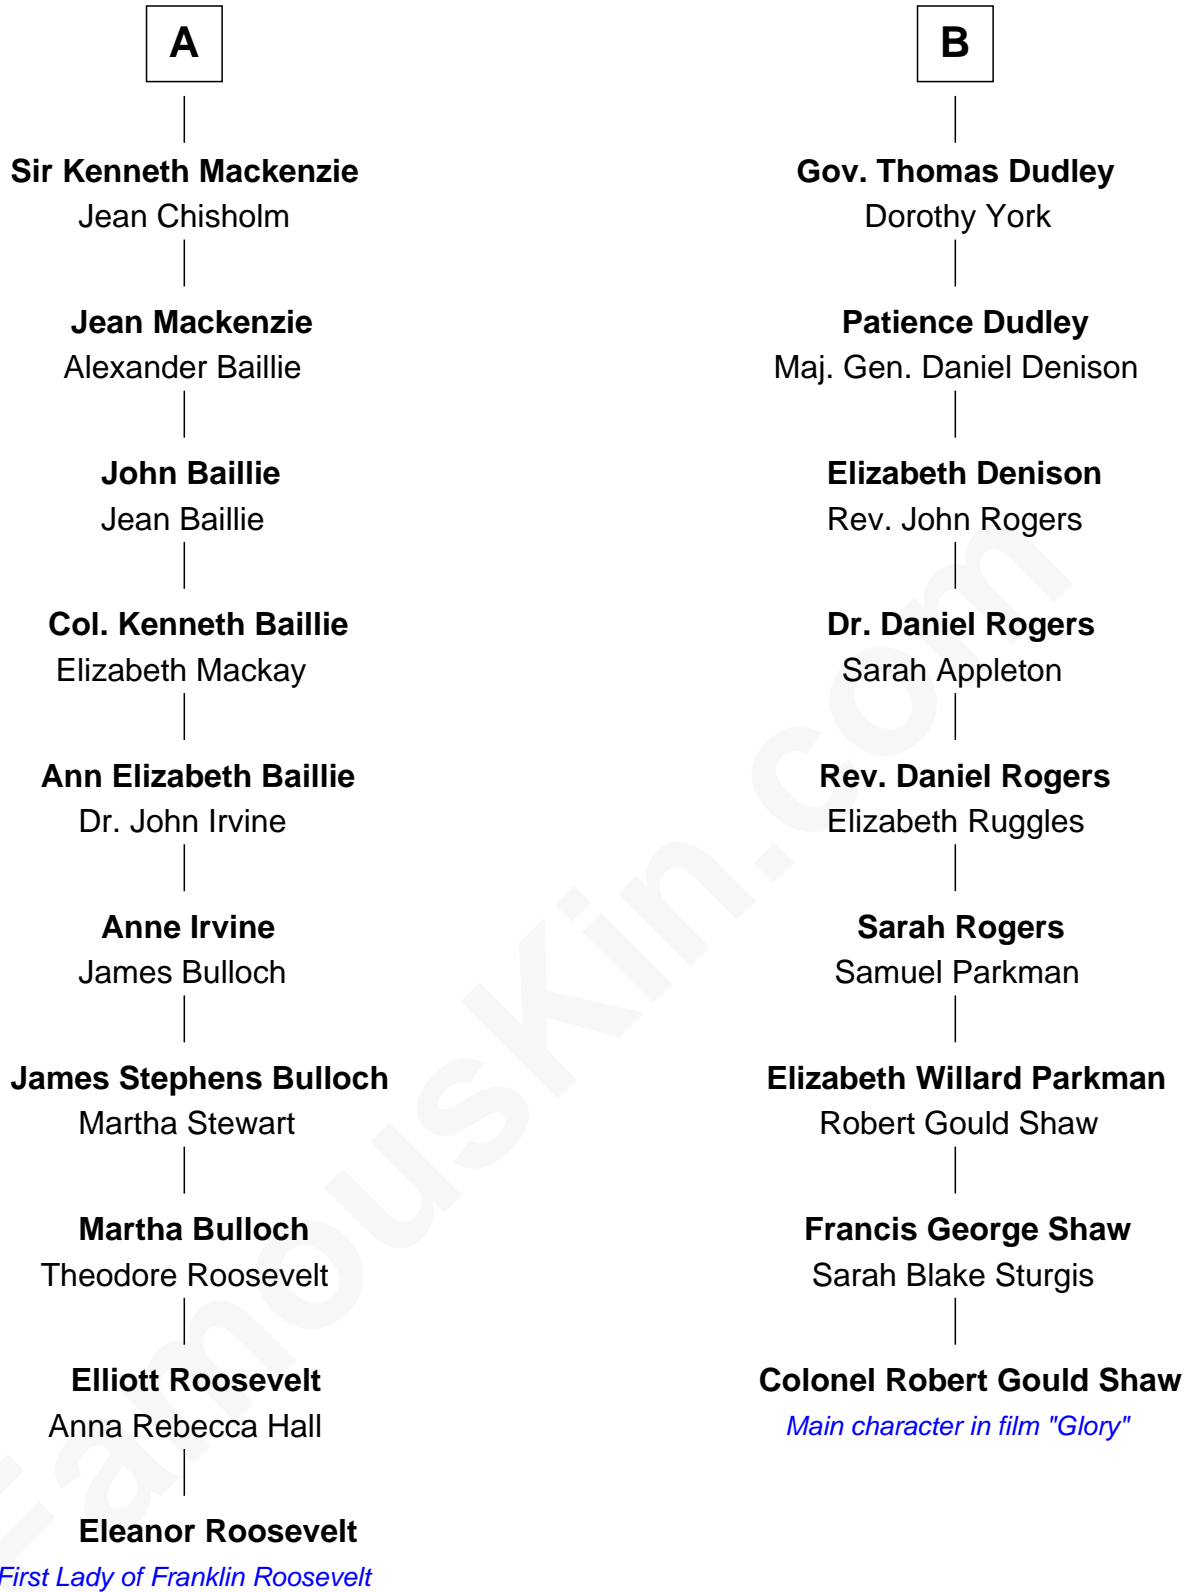 A
Sir Kenneth Mackenzie
Jean Chisholm
Jean Mackenzie
Alexander Baillie
John Baillie
Jean Baillie
Col. Kenneth Baillie
Elizabeth Mackay
Ann Elizabeth Baillie
Dr. John Irvine
Anne Irvine
James Bulloch
James Stephens Bulloch
Martha Stewart
Martha Bulloch
Theodore Roosevelt
Elliott Roosevelt
Anna Rebecca Hall
Eleanor Roosevelt
First Lady of Franklin Roosevelt
B
Gov. Thomas Dudley
Dorothy York
Patience Dudley
Maj. Gen. Daniel Denison
Elizabeth Denison
Rev. John Rogers
Dr. Daniel Rogers
Sarah Appleton
Rev. Daniel Rogers
Elizabeth Ruggles
Sarah Rogers
Samuel Parkman
Elizabeth Willard Parkman
Robert Gould Shaw
Francis George Shaw
Sarah Blake Sturgis
Colonel Robert Gould Shaw
Main character in film "Glory"
FamousKin.com